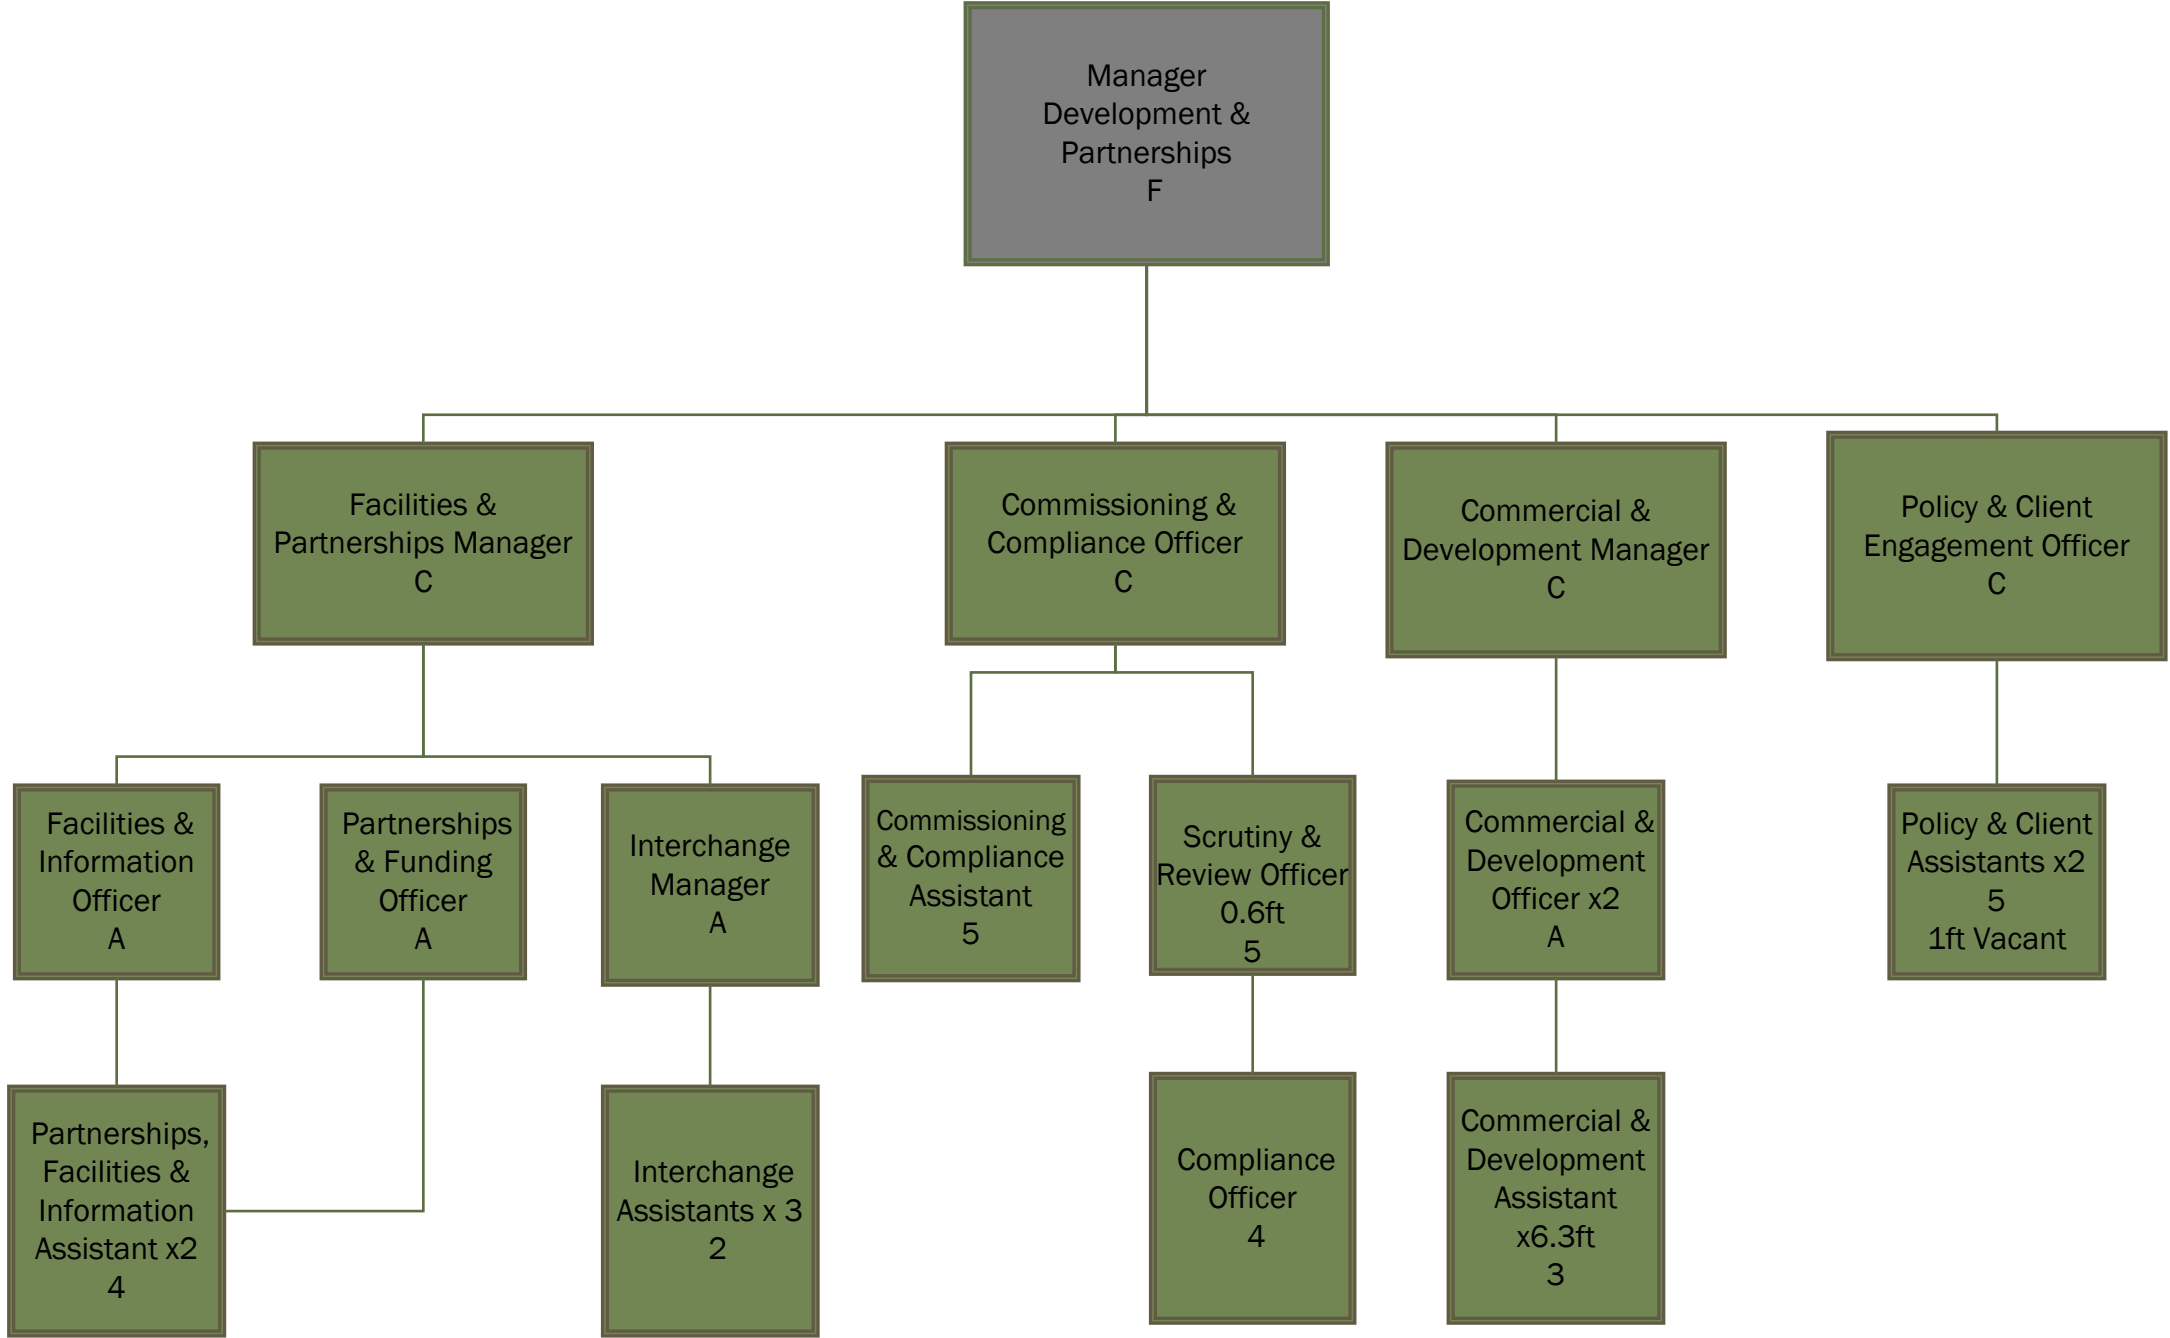 Manager
Development &
Partnerships
F
Facilities &
Partnerships Manager
C
Commissioning &
Compliance Officer
C
Commercial &
Development Manager
C
Policy & Client
Engagement Officer
C
Facilities &
Information
Officer
A
Partnerships
& Funding
Officer
A
Interchange
Manager
A
Commissioning
& Compliance
Assistant
5
Scrutiny &
Review Officer
0.6ft
5
Commercial &
Development
Officer x2
A
Policy & Client
Assistants x2
5
1ft Vacant
Partnerships,
Facilities &
Information
Assistant x2
4
Interchange
Assistants x 3
2
Compliance
Officer
4
Commercial &
Development
Assistant
x6.3ft
3